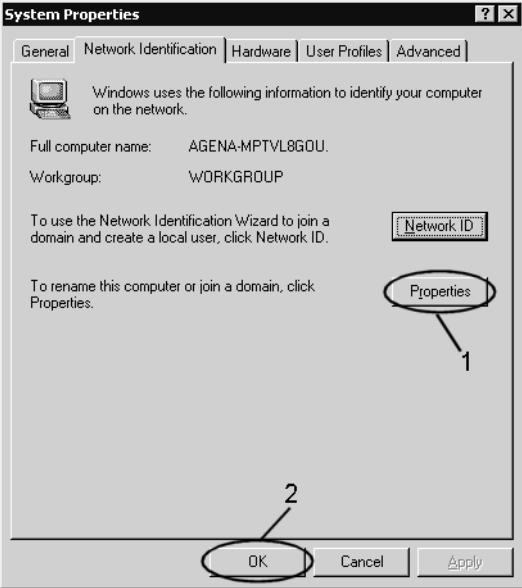 System Properties
General Network Identification Hardware User Profiles Advanced
Windows uses the following information to identify your computer
on the network.
Full computer name: AGENA-MPTVL8GOU.
Workgroup: WORKGROUP
To use the Network Identification Wizard to join a
domain and create a local user, click Network ID.
Network ID
To rename this computer or join a domain, click
Properties.
Properties
1
2
OK Cancel Apply